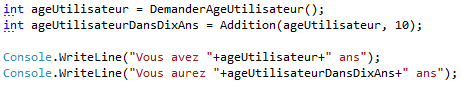 int ageUtilisateur = DemanderAgeUtilisateur();
int ageUtilisateurDansDixAns = Addition(ageUtilisateur, 10);
Console.WriteLine("Vous avez "+ageUtilisateur+" ans");
Console.WriteLine("Vous aurez "+ageUtilisateurDansDixAns+" ans");